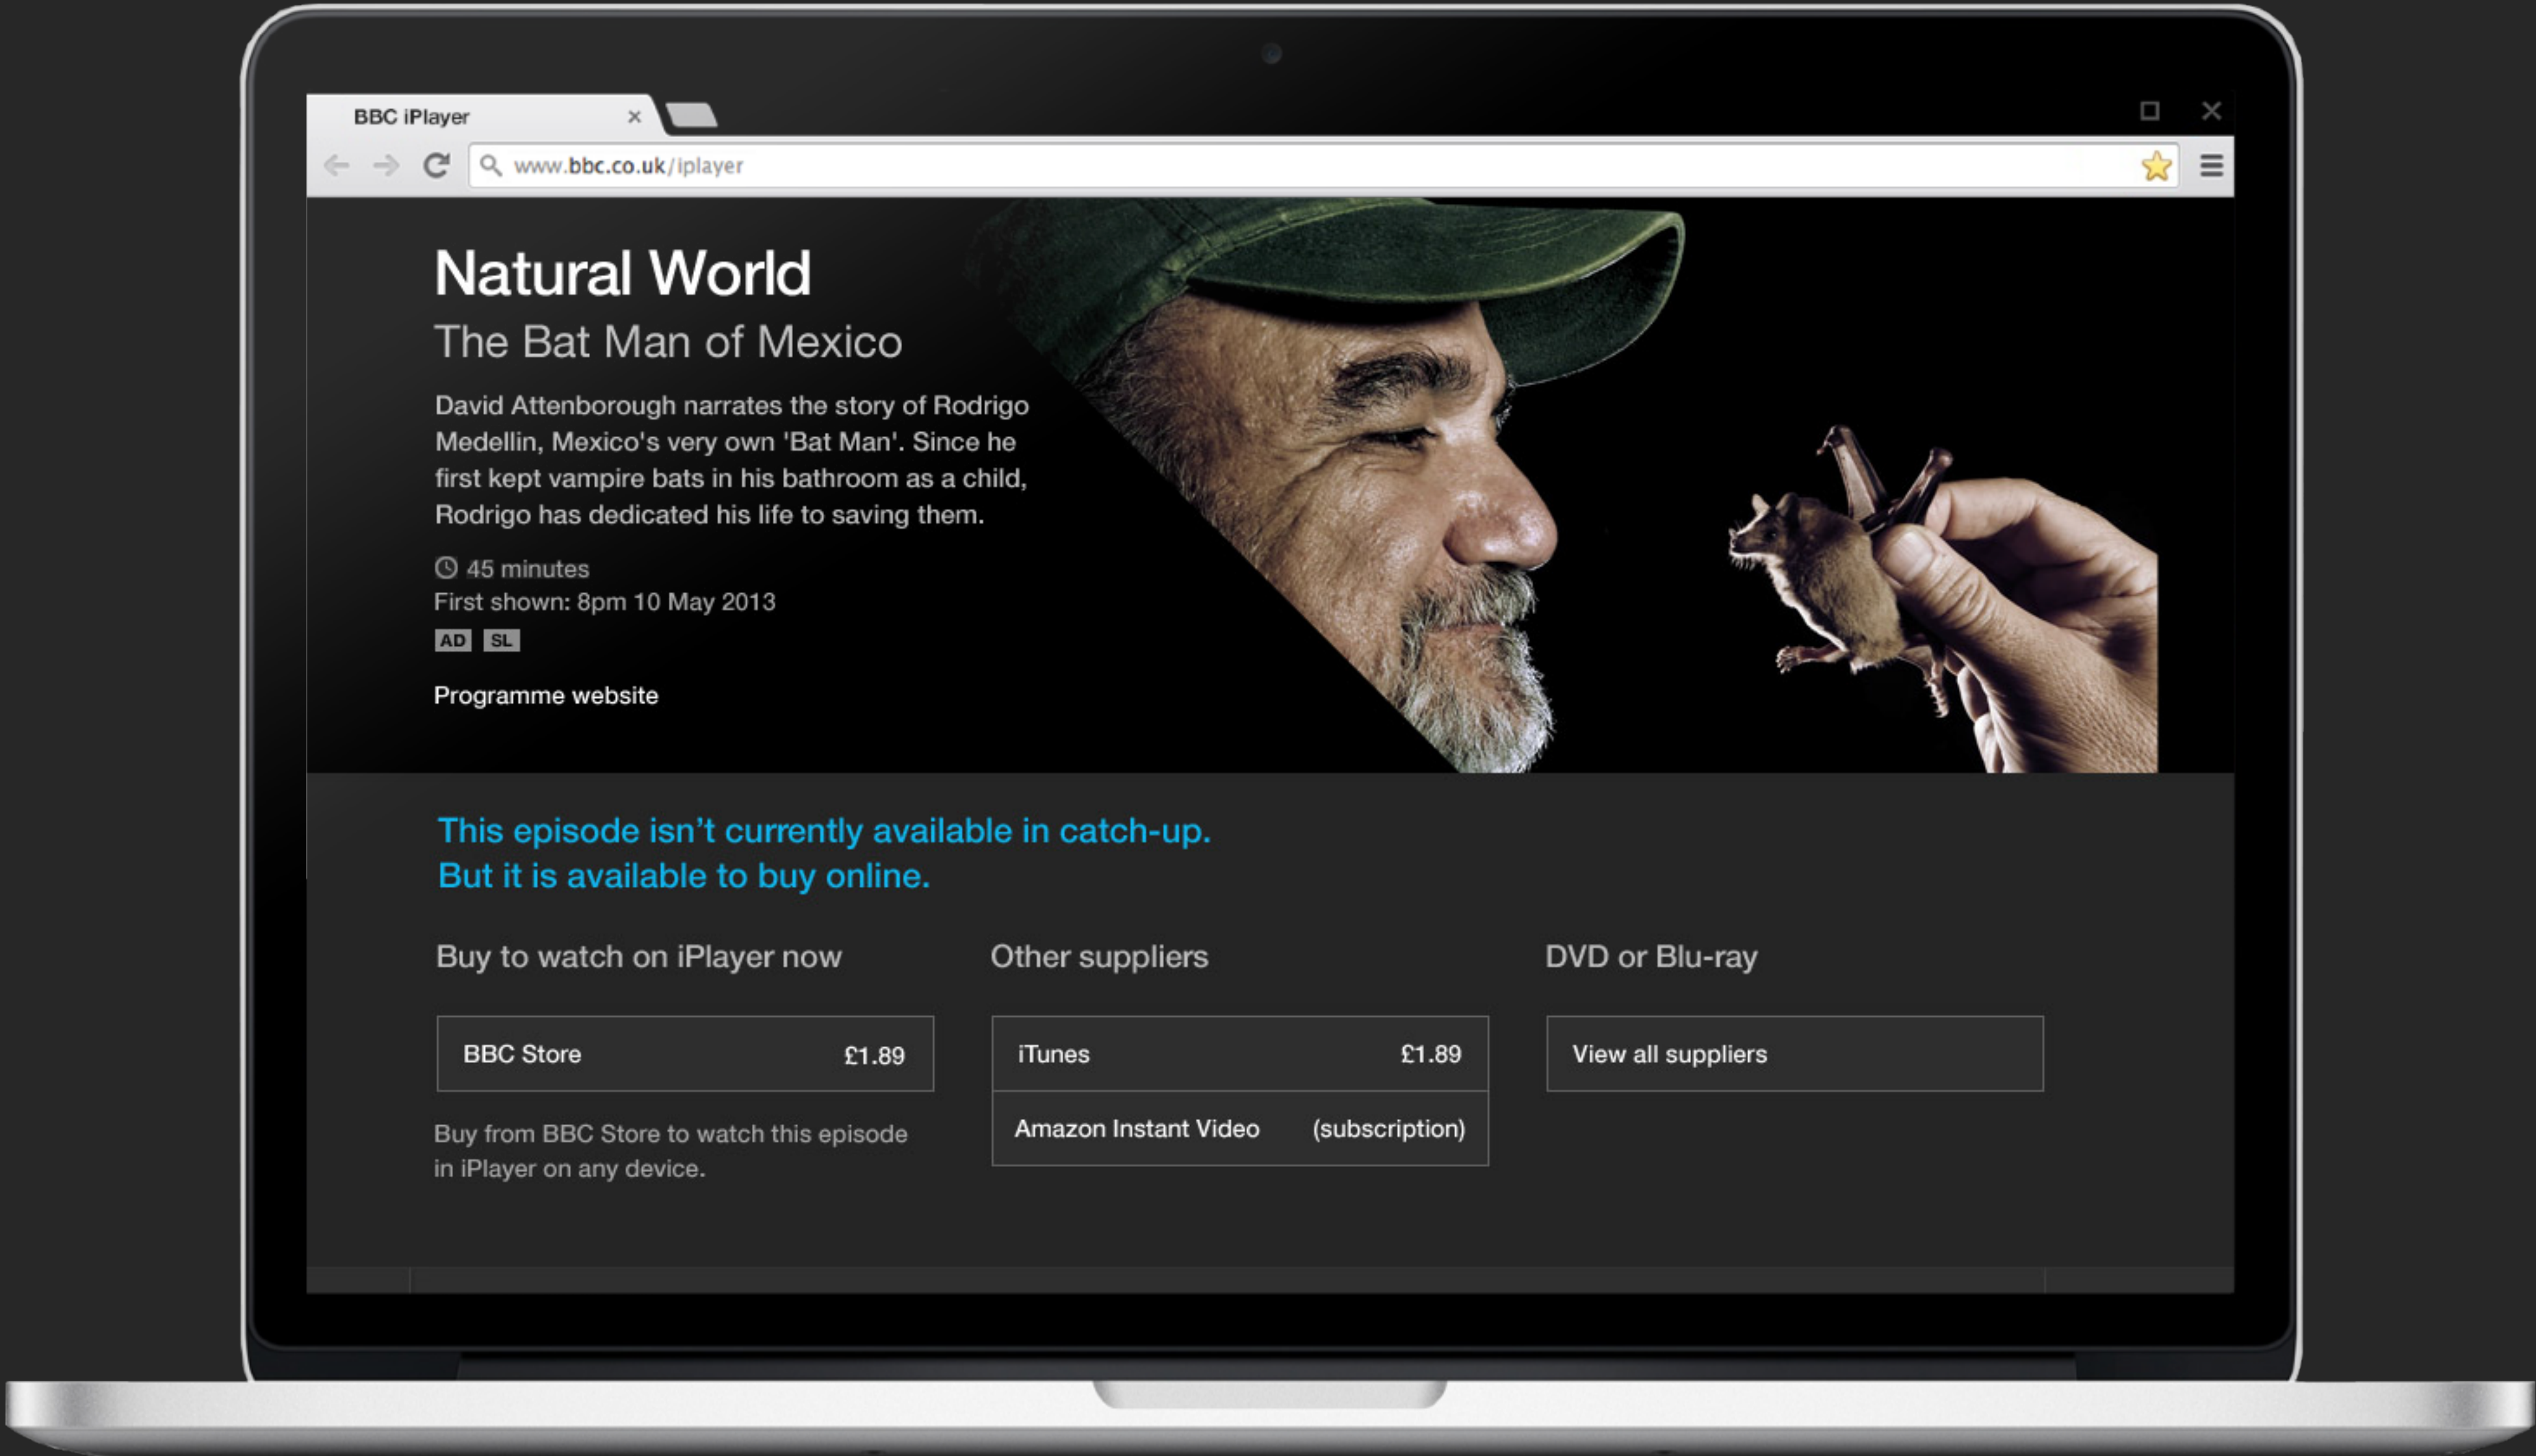 BBC iPlayer
www.bbc.co.uk/iplayer
Natural World
The Bat Man of Mexico
David Attenborough narrates the story of Rodrigo
Medellin, Mexico's very own 'Bat Man'. Since he
first kept vampire bats in his bathroom as a child,
Rodrigo has dedicated his life to saving them.
45 minutes
First shown: 8pm 10 May 2013
AD SL
Programme website
This episode isn’t currently available in catch-up.
But it is available to buy online.
Buy to watch on iPlayer now
BBC Store £1.89
Buy from BBC Store to watch this episode
in iPlayer on any device.
Other suppliers
iTunes £1.89
Amazon Instant Video (subscription)
DVD or Blu-ray
View all suppliers